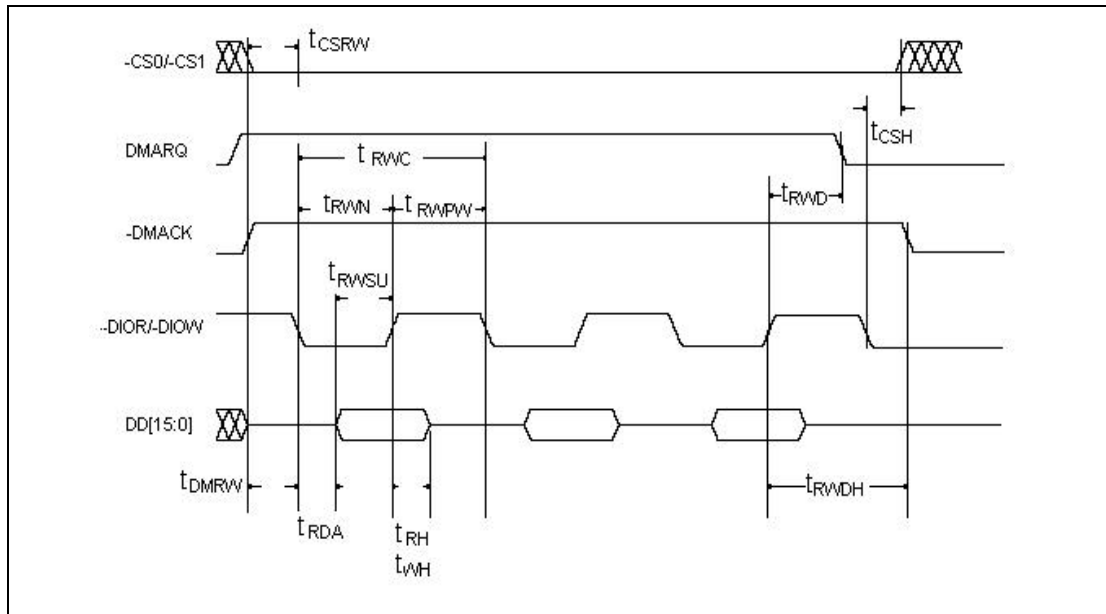 tCSRW
-CS0/-CS1
tCSH
DMARQ
tRWC
tRWD
tRWN
tRWPW
-DMACK
tRWSU
-DIOR/-DIOW
DD[15:0]
tDMRW
tRWDH
tRDA
tRH
tWH